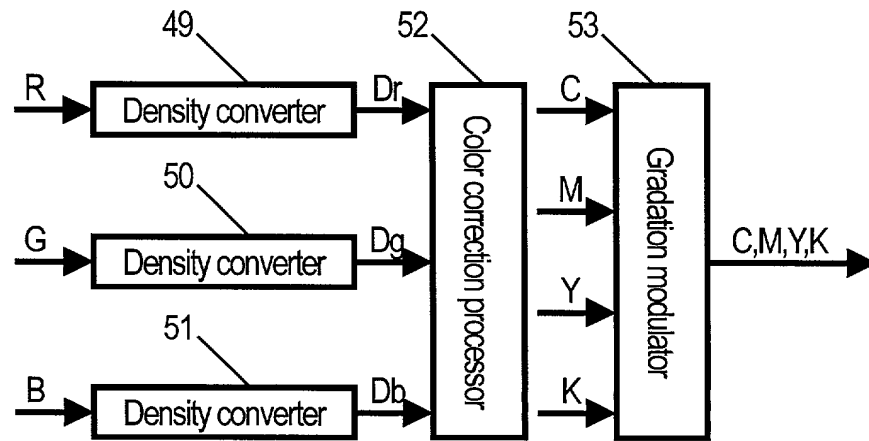 49
52
53
R
Density converter
Dr
C
50
G
Density converter
Dg
Color correction processor
M
Gradation modulator
C,M,Y,K
Y
51
B
Density converter
Db
K